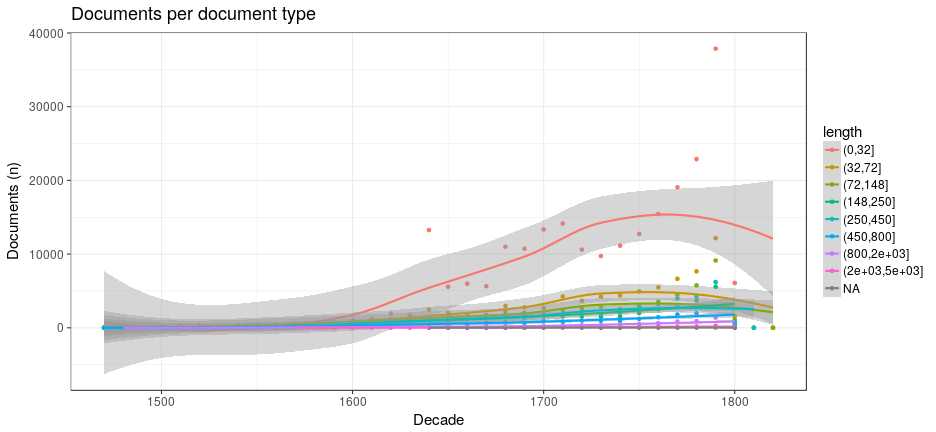 Documents per document type
40000
30000
20000
10000
0
Documents (n)
1500
1600
1700
1800
Decade
length
(0,32]
(32,72]
(72,148]
(148,250]
(250,450]
(450,800]
(800,2e+03]
(2e+03,5e+03]
NA